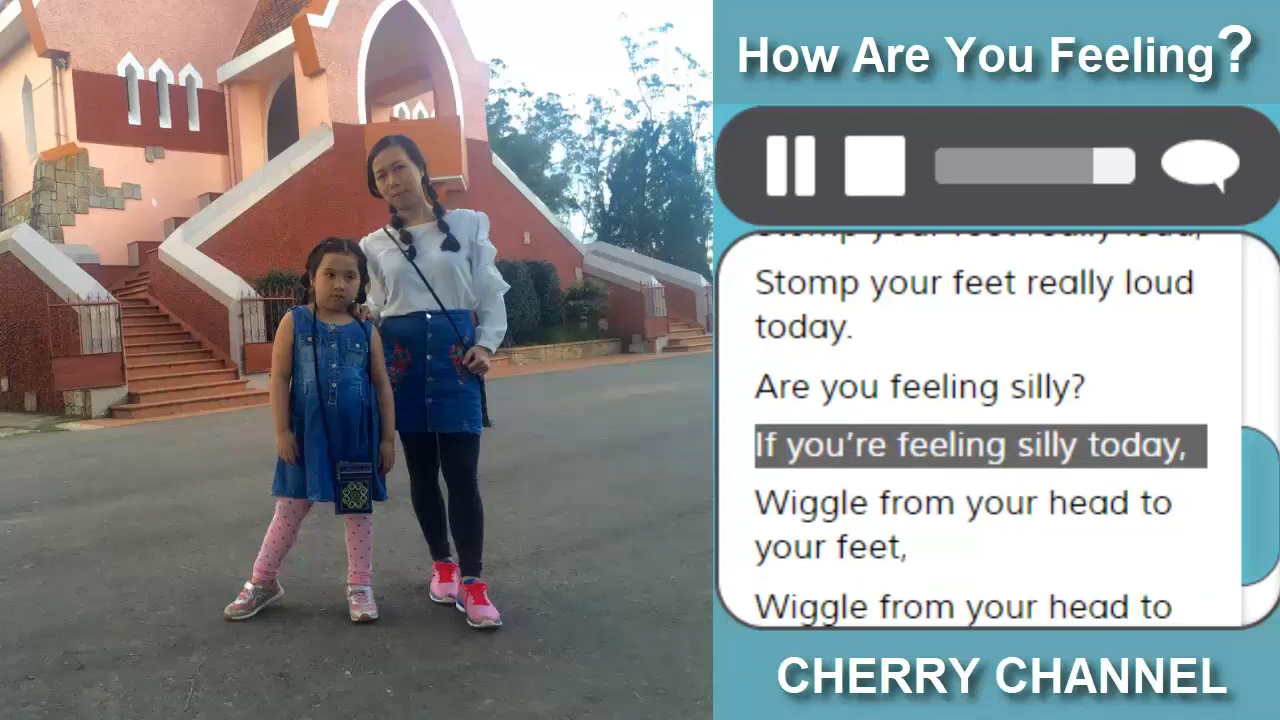 How Are You Feeling?
Stomp your feet really loud
today.
Are you feeling silly?
If you're feeling silly today,
Wiggle from your head to
your feet,
Wiggle from your head to
CHERRY CHANNEL